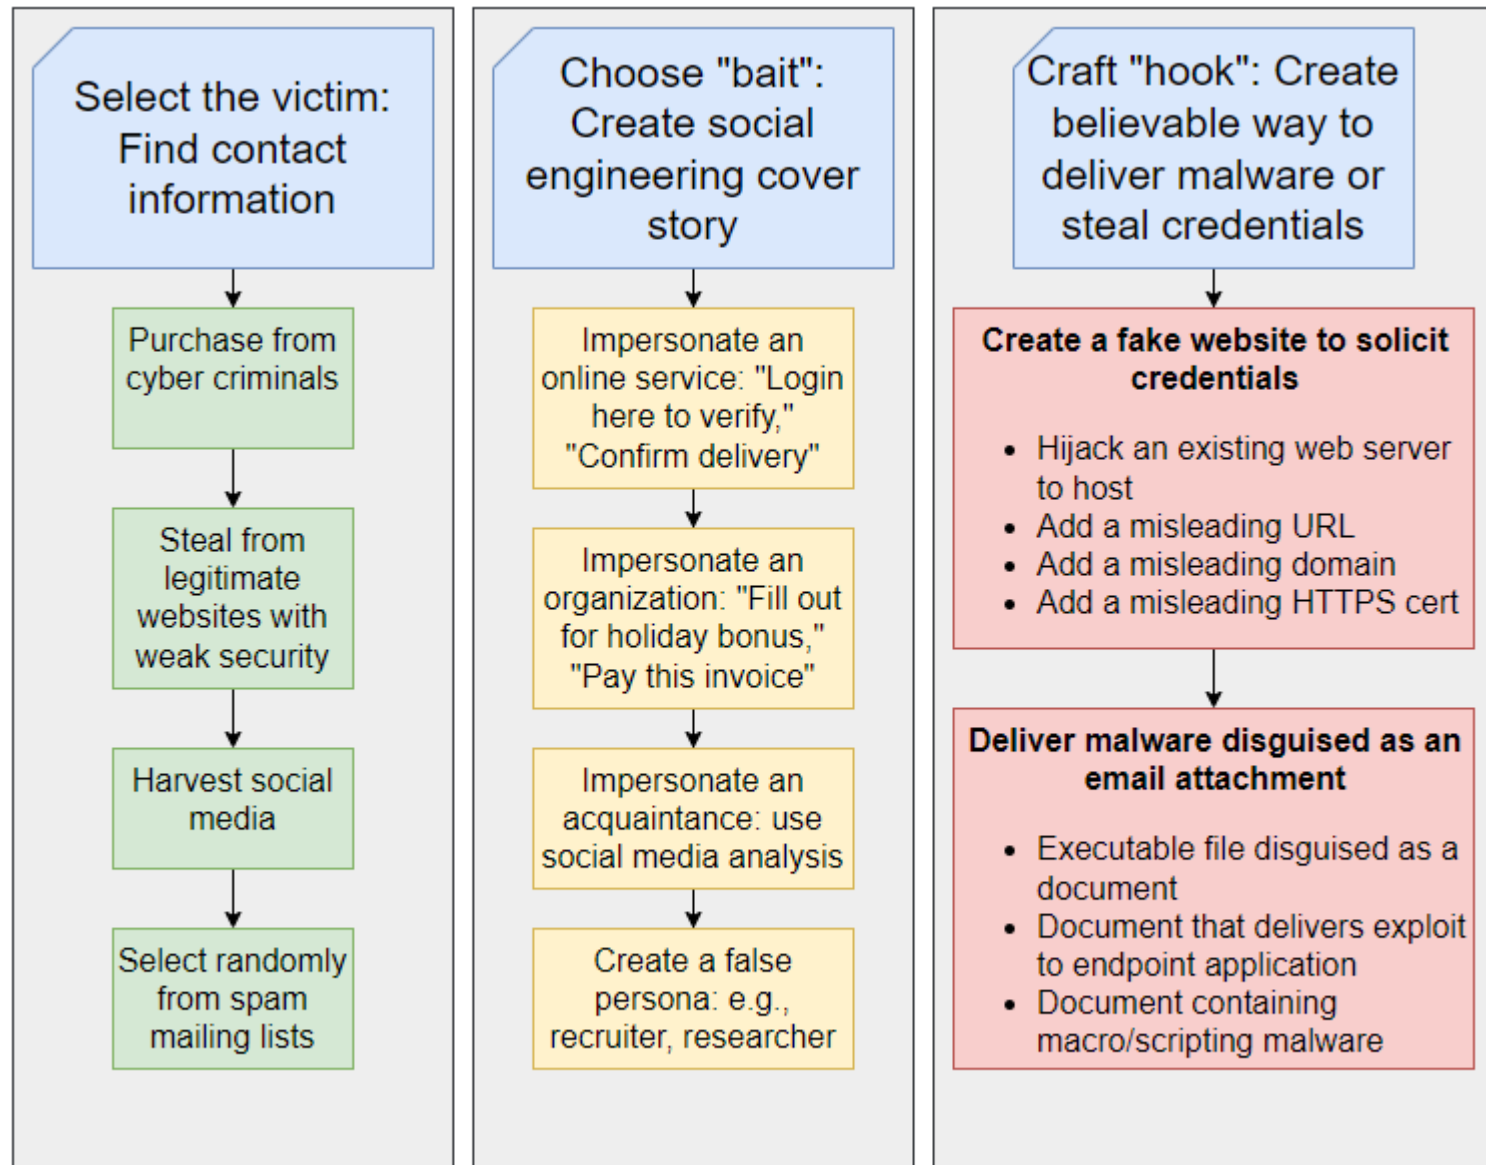 Select the victim:
Find contact
information
Purchase from
cyber criminals
Steal from
legitimate
websites with
weak security
Harvest social
media
Select randomly
from spam
mailing lists
Choose "bait":
Create social
engineering cover
story
Impersonate an
online service: "Login
here to verify,"
"Confirm delivery"
Impersonate an
organization: "Fill out
for holiday bonus,"
"Pay this invoice"
Impersonate an
acquaintance: use
social media analysis
Create a false
persona: e.g.,
recruiter, researcher
Craft "hook": Create
believable way to
deliver malware or
steal credentials
Create a fake website to solicit
credentials
• Hijack an existing web server
to host
• Add a misleading URL
• Add a misleading domain
• Add a misleading HTTPS cert
Deliver malware disguised as an
email attachment
• Executable file disguised as a
document
• Document that delivers exploit
to endpoint application
• Document containing
macro/scripting malware